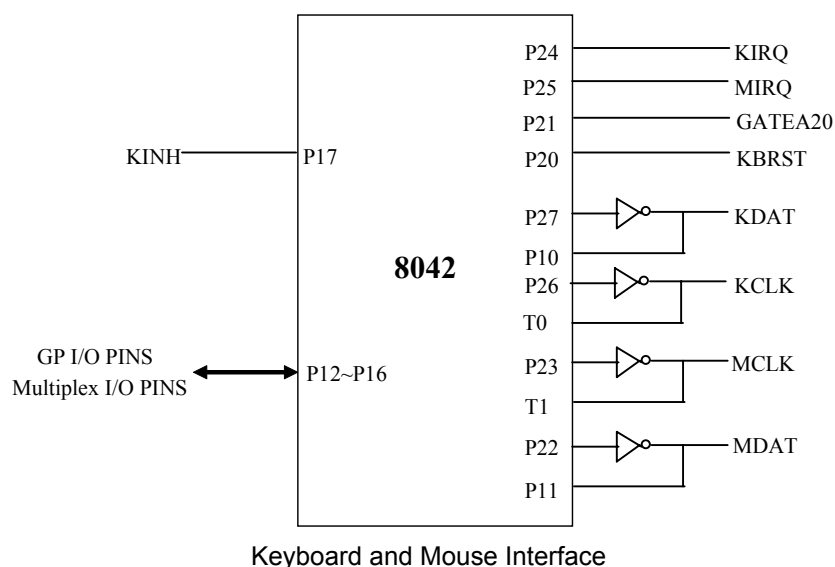 P24 KIRQ
P25 MIRQ
P21 GATEA20
KINH P17 P20 KBRST
P27 KDAT
8042 P10
P26 KCLK
T0
GP I/O PINS P23 MCLK
Multiplex I/O PINS P12~P16
T1
P22 MDAT
P11
Keyboard and Mouse Interface